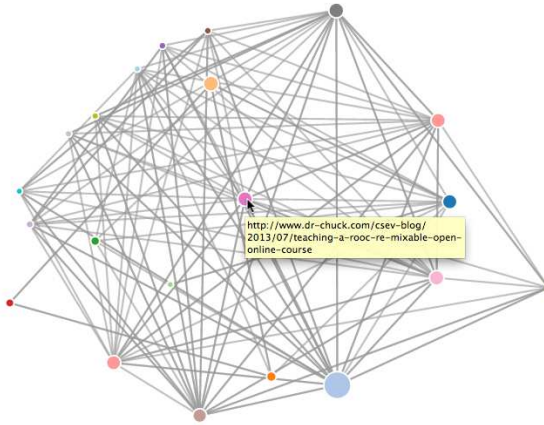 http://www.dr-chuck.com/csev-blog/
2013/07/teaching-a-rooc-re-mixable-open-
online-course